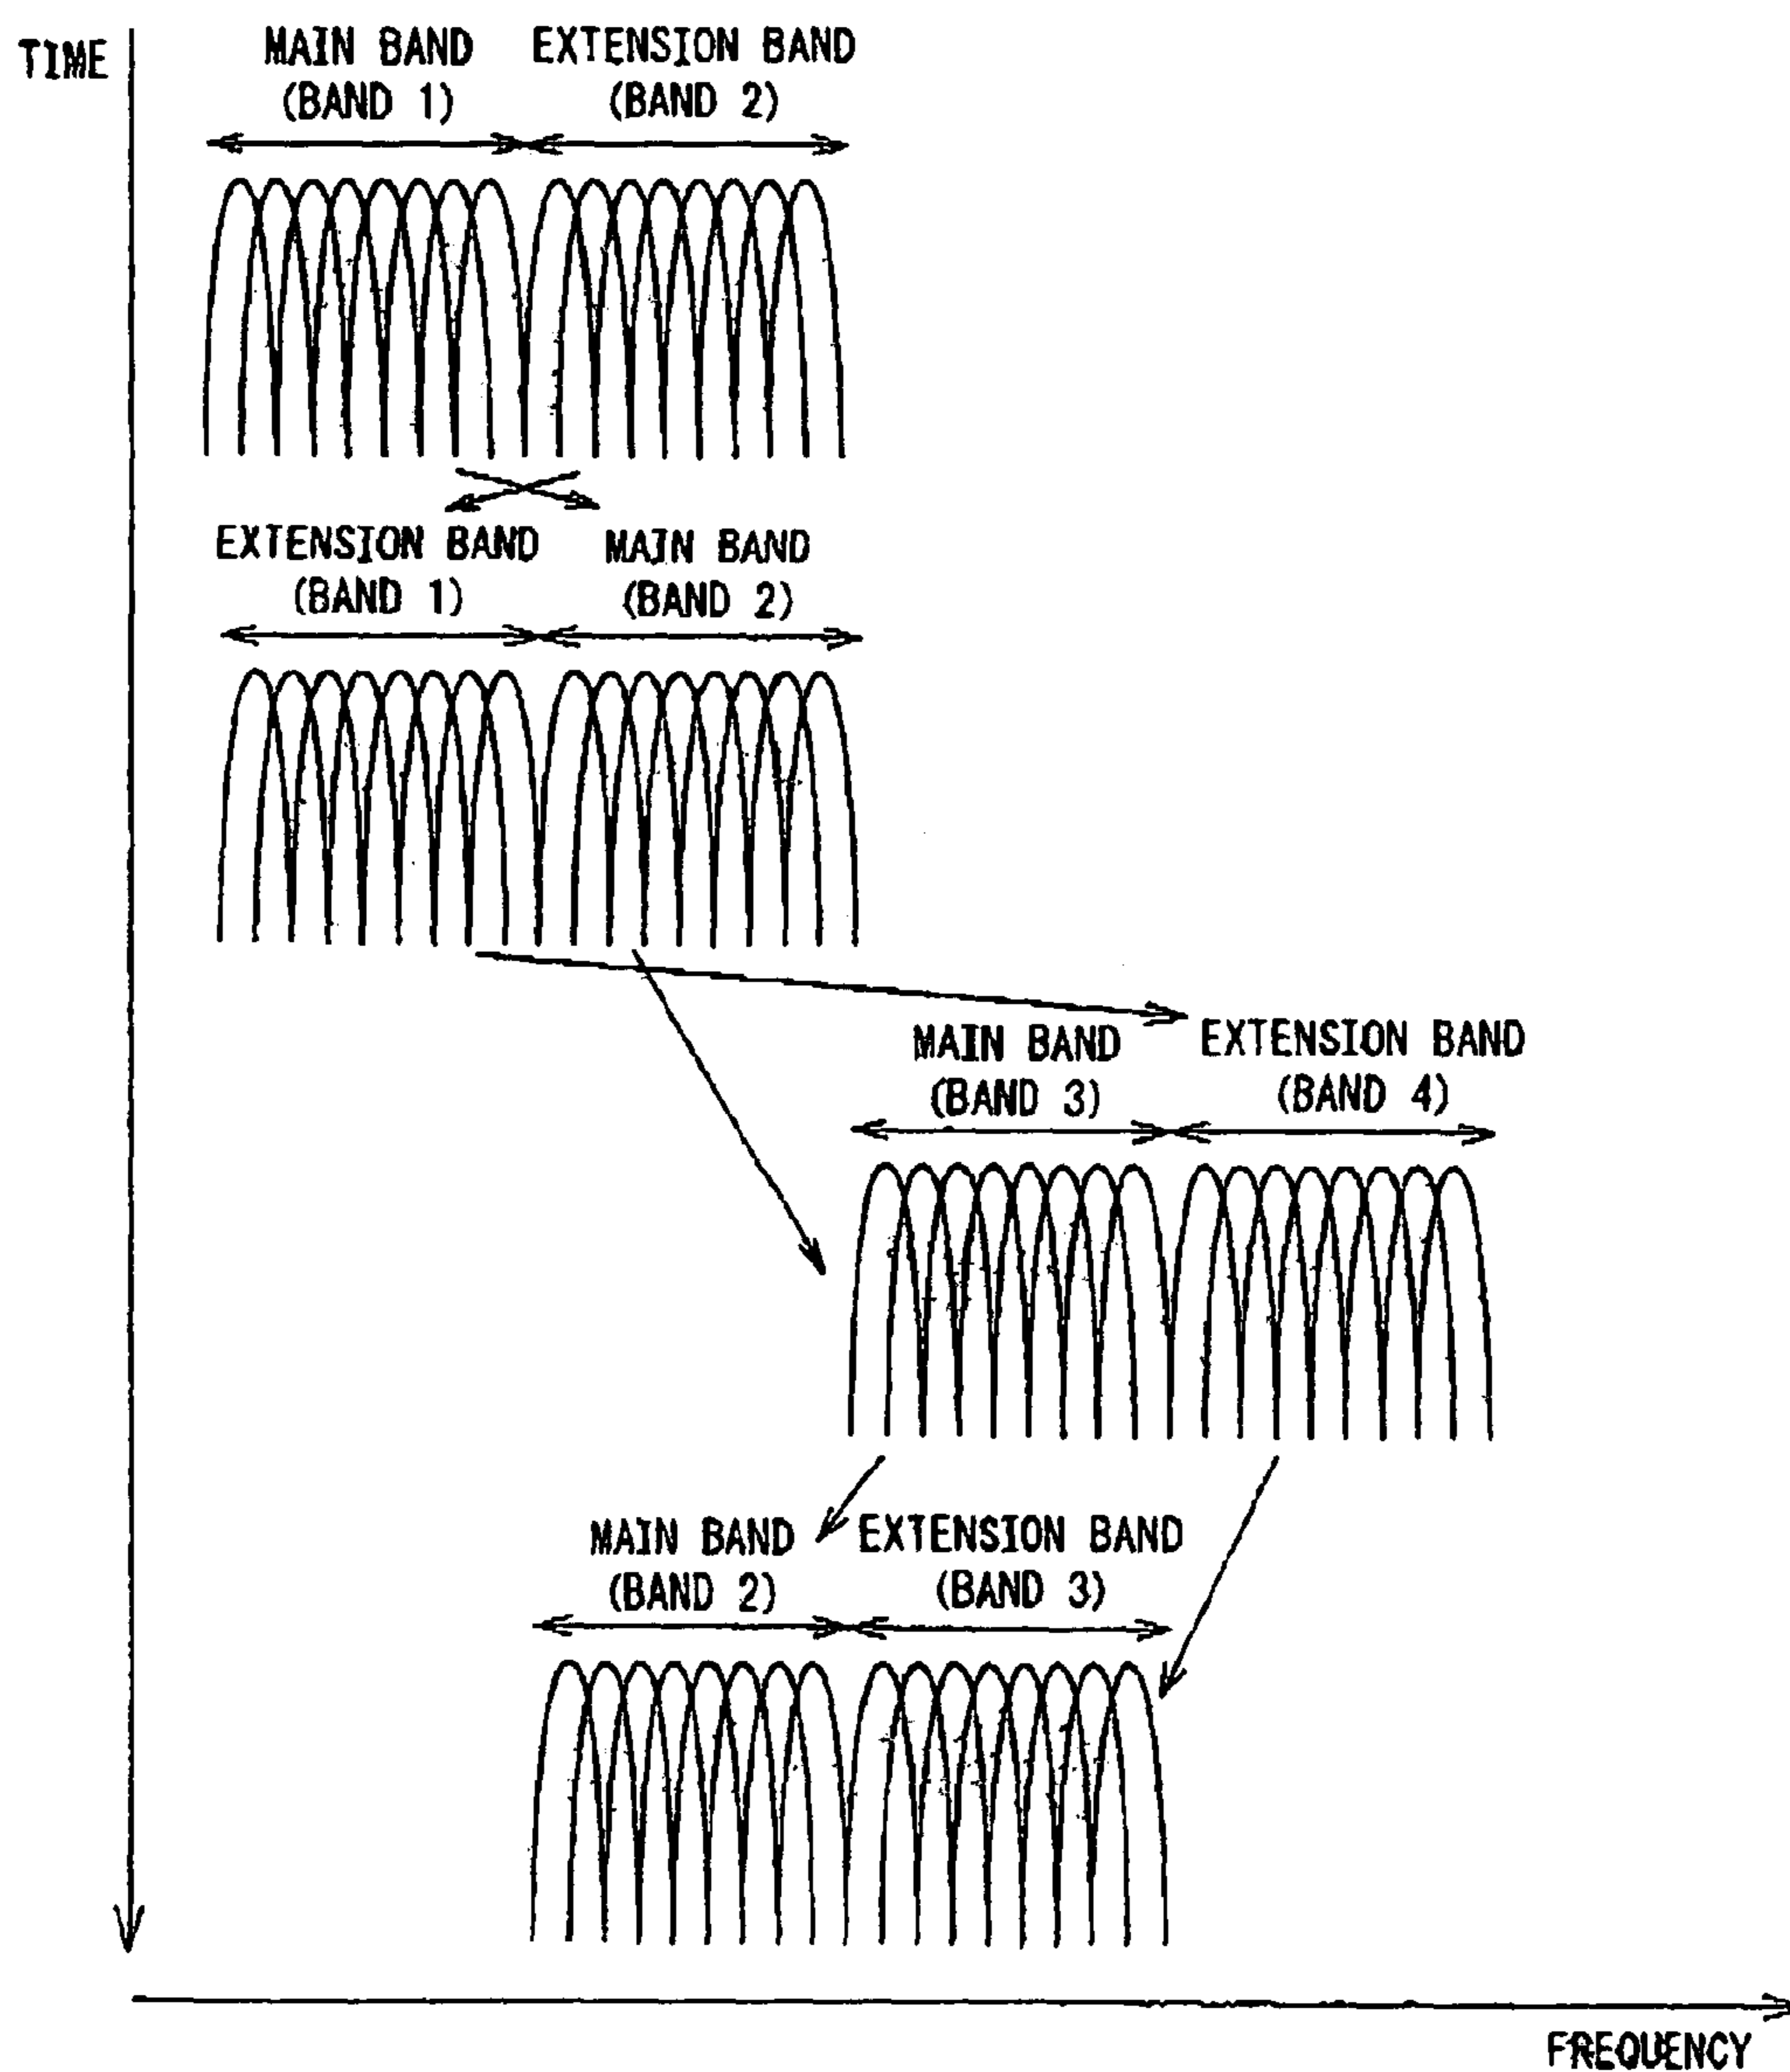 TIME
MAIN BAND
(BAND 1)
EXTENSION BAND
(BAND 2)
EXTENSION BAND
(BAND 1)
MAIN BAND
(BAND 2)
MAIN BAND
(BAND 3)
EXTENSION BAND
(BAND 4)
MAIN BAND
(BAND 2)
EXTENSION BAND
(BAND 3)
FREQUENCY